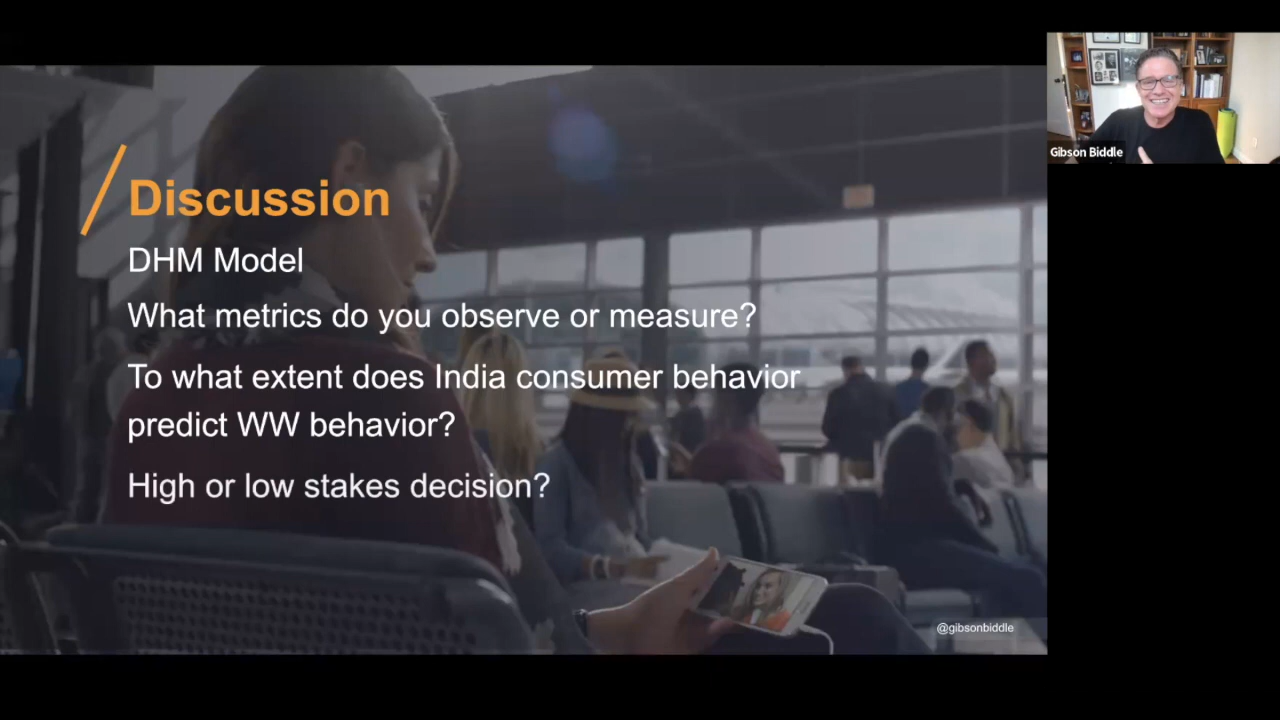 Discussion
DHM Model
What metrics do you observe or measure?
To what extent does India consumer behavior
predict WW behavior?
High or low stakes decision?
@gibsonbiddle
Gibson Biddle